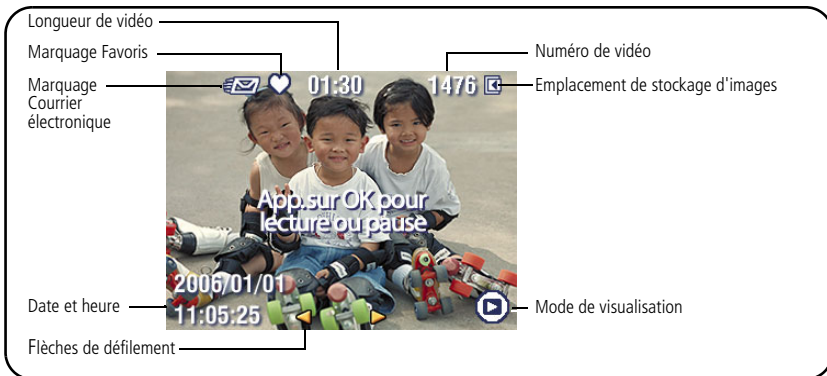 Longueur de vidéo
Marquage Favoris
Numéro de vidéo
Marquage
Courrier
électronique
Emplacement de stockage d'images
01:30
1476
App.sur OK pour
lecture ou pause
2006/01/01
11:05:25
Date et heure
Mode de visualisation
Flèches de défilement